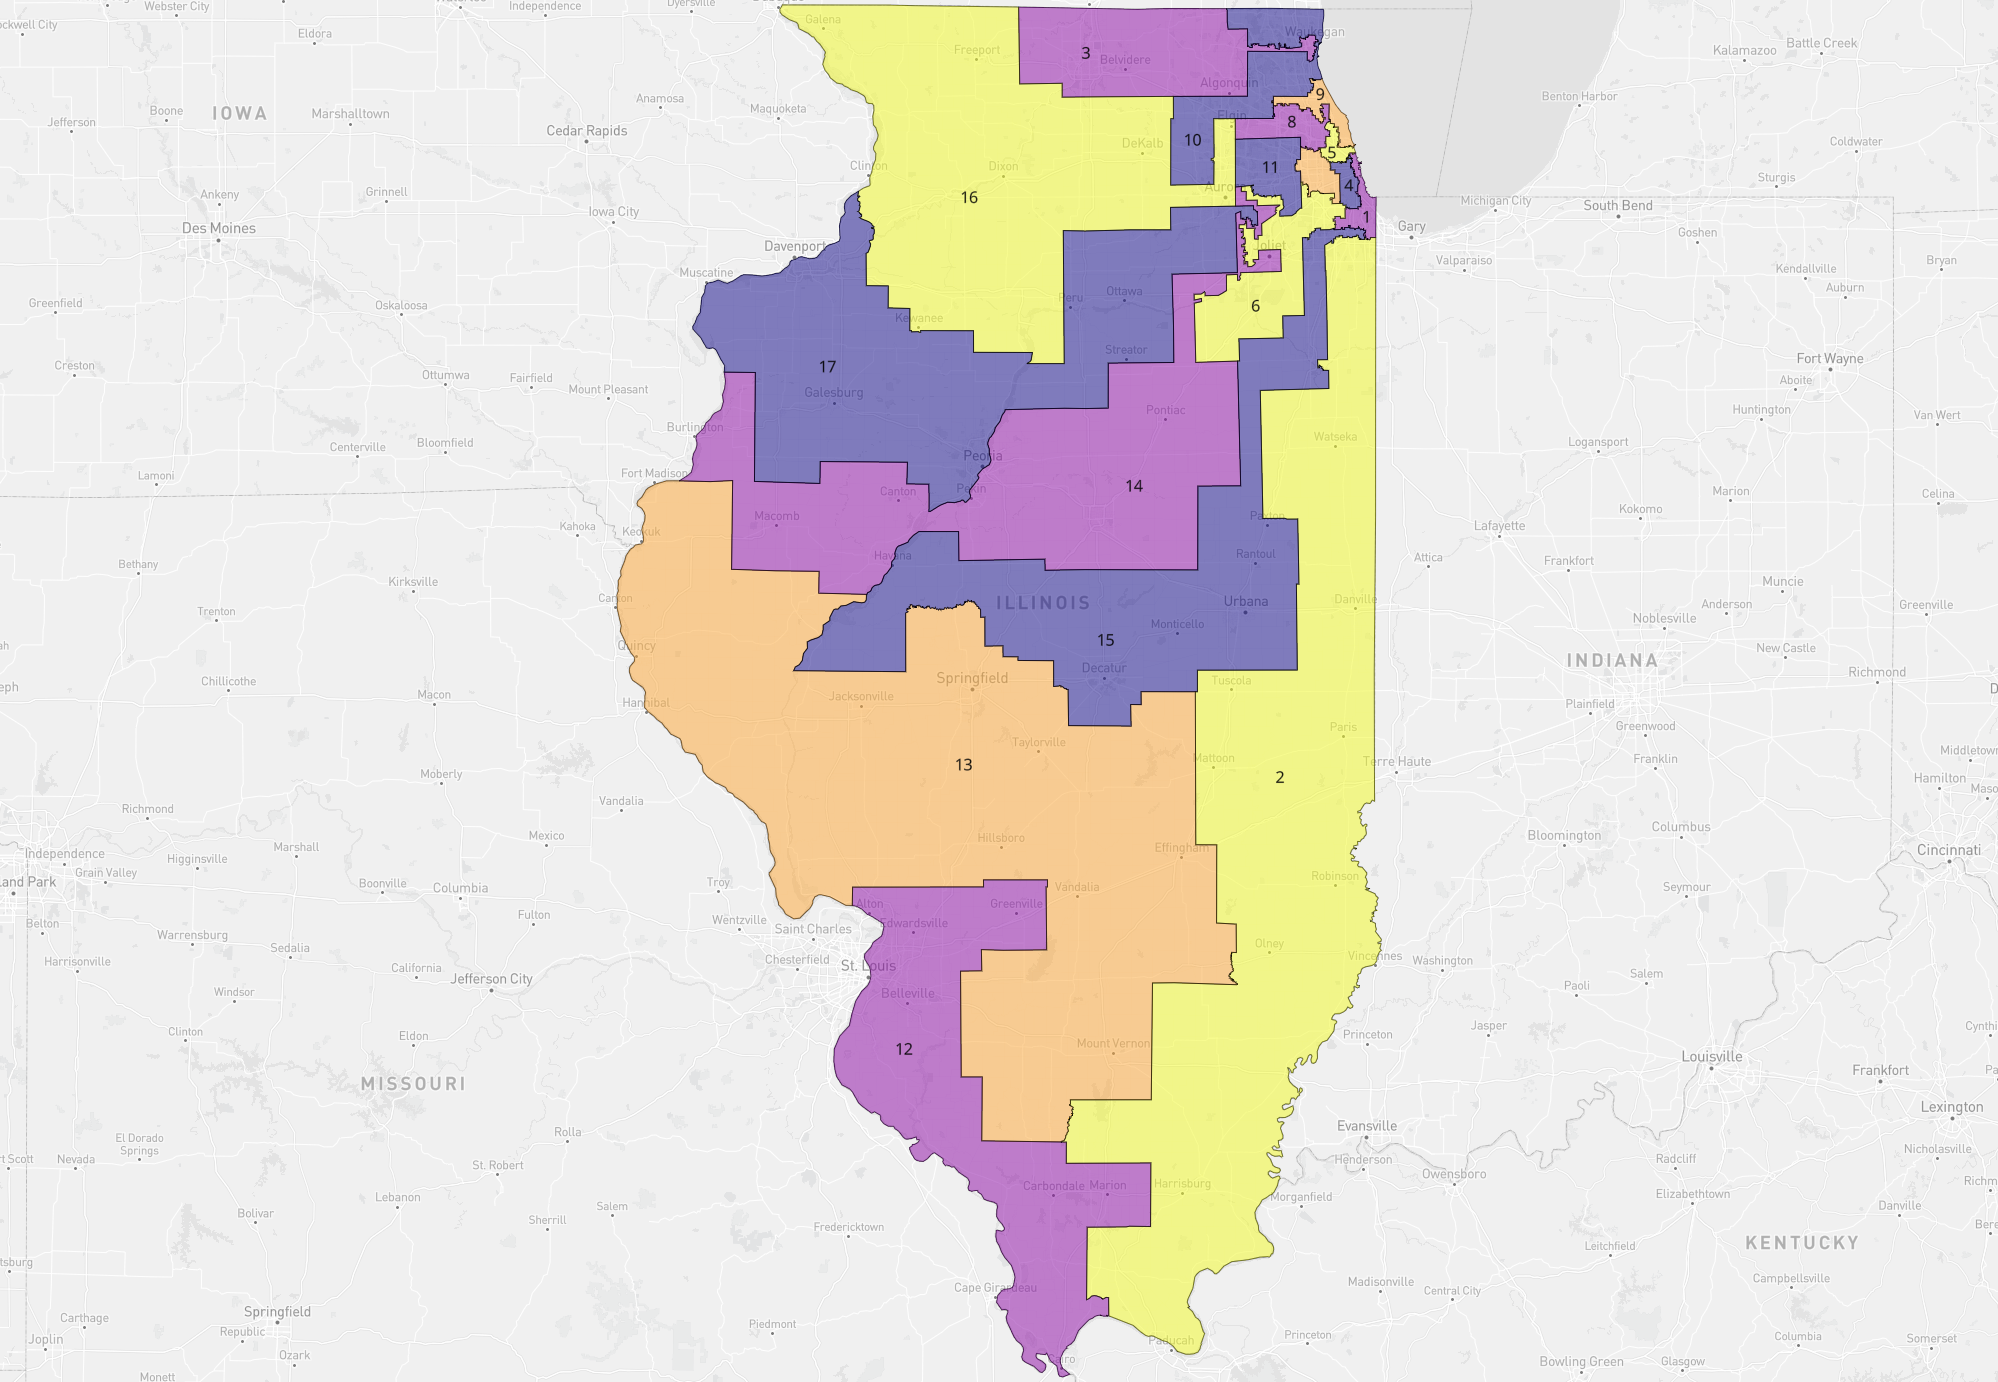 Webster City
Independence
Dyersville
ockwell City
Eldora
Galena
Freeport
3
Belvidere
Waukegan
Algonquin
Kalamazoo
Battle Creek
IOWA
Boone
Jefferson
Marshalltown
Anamosa
Maquoketa
Cedar Rapids
Elgin
9
8
Benton Harbor
Coldwater
DeKalb
10
5
11
4
Clinton
Dixon
Sturgis
Ankeny
Grinnell
16
Aurora
Iowa City
Michigan City
South Bend
1
Gary
Des Moines
Davenport
Joliet
Goshen
Valparaiso
Bryan
Muscatine
Kendallville
Auburn
Greenfield
Oskaloosa
Kewanee
Peru
Ottawa
6
Streator
Creston
Ottumwa
Fairfield
Mount Pleasant
17
Galesburg
Fort Wayne
Aboite
Huntington
Van Wert
Pontiac
Watseka
Logansport
Burlington
Centerville
Bloomfield
Lamoni
Fort Madison
Peoria
Pekin
Canton
14
Marion
Celina
Macomb
Kokomo
Paxton
Lafayette
Kahoka
Keokuk
Havana
Rantoul
Attica
Frankfort
Bethany
Kirksville
Muncie
Canton
ILLINOIS
Urbana
Danville
Anderson
Greenville
Trenton
Monticello
Noblesville
15
Quincy
New Castle
INDIANA
Decatur
Richmond
Chillicothe
Springfield
Tuscola
Macon
Jacksonville
Hannibal
Plainfield
Greenwood
Paris
Taylorville
Middletown
Mattoon
Franklin
13
Terre Haute
2
Moberly
Hamilton
Vandalia
Richmond
Columbus
Mexico
Hillsboro
Bloomington
Marshall
Effingham
Cincinnati
Independence
Higginsville
Grain Valley
land Park
Boonville
Columbia
Troy
Vandalia
Robinson
Seymour
Alton
Greenville
Belton
Fulton
Wentzville
Edwardsville
Saint Charles
Warrensburg
Sedalia
Olney
Chesterfield
St. Louis
Vincennes
Washington
Harrisonville
California
Jefferson City
Salem
Windsor
Belleville
Paoli
Clinton
Eldon
12
Mount Vernon
Princeton
Jasper
Louisville
Frankfort
MISSOURI
Lexington
Evansville
El Dorado
Springs
Rolla
Nicholasville
rt Scott
Nevada
St. Robert
Henderson
Radcliff
Owensboro
Carbondale
Marion
Harrisburg
Elizabethtown
Lebanon
Morganfield
Salem
Danville
Bolivar
Sherrill
Fredericktown
Leitchfield
KENTUCKY
ttsburg
Campbellsville
Cape Girardeau
Madisonville
Central City
Springfield
Carthage
Republic
Piedmont
Joplin
Paducah
Princeton
Columbia
Somerset
Ozark
Cairo
Bowling Green
Glasgow
Monett